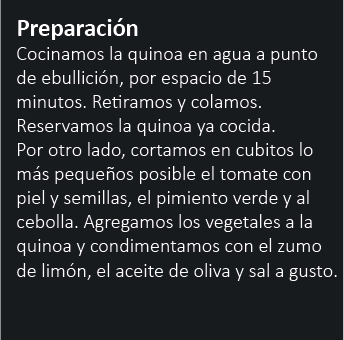 Preparación
Cocinamos la quinoa en agua a punto
de ebullición, por espacio de 15
minutos. Retiramos y colamos.
Reservamos la quinoa ya cocida.
Por otro lado, cortamos en cubitos lo
más pequeños posible el tomate con
piel y semillas, el pimiento verde y al
cebolla. Agregamos los vegetales a la
quinoa y condimentamos con el zumo
de limón, el aceite de oliva y sal a gusto.